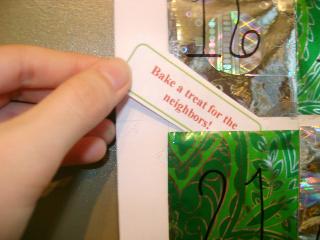 16
Bake a treat for the
neighbors!
21